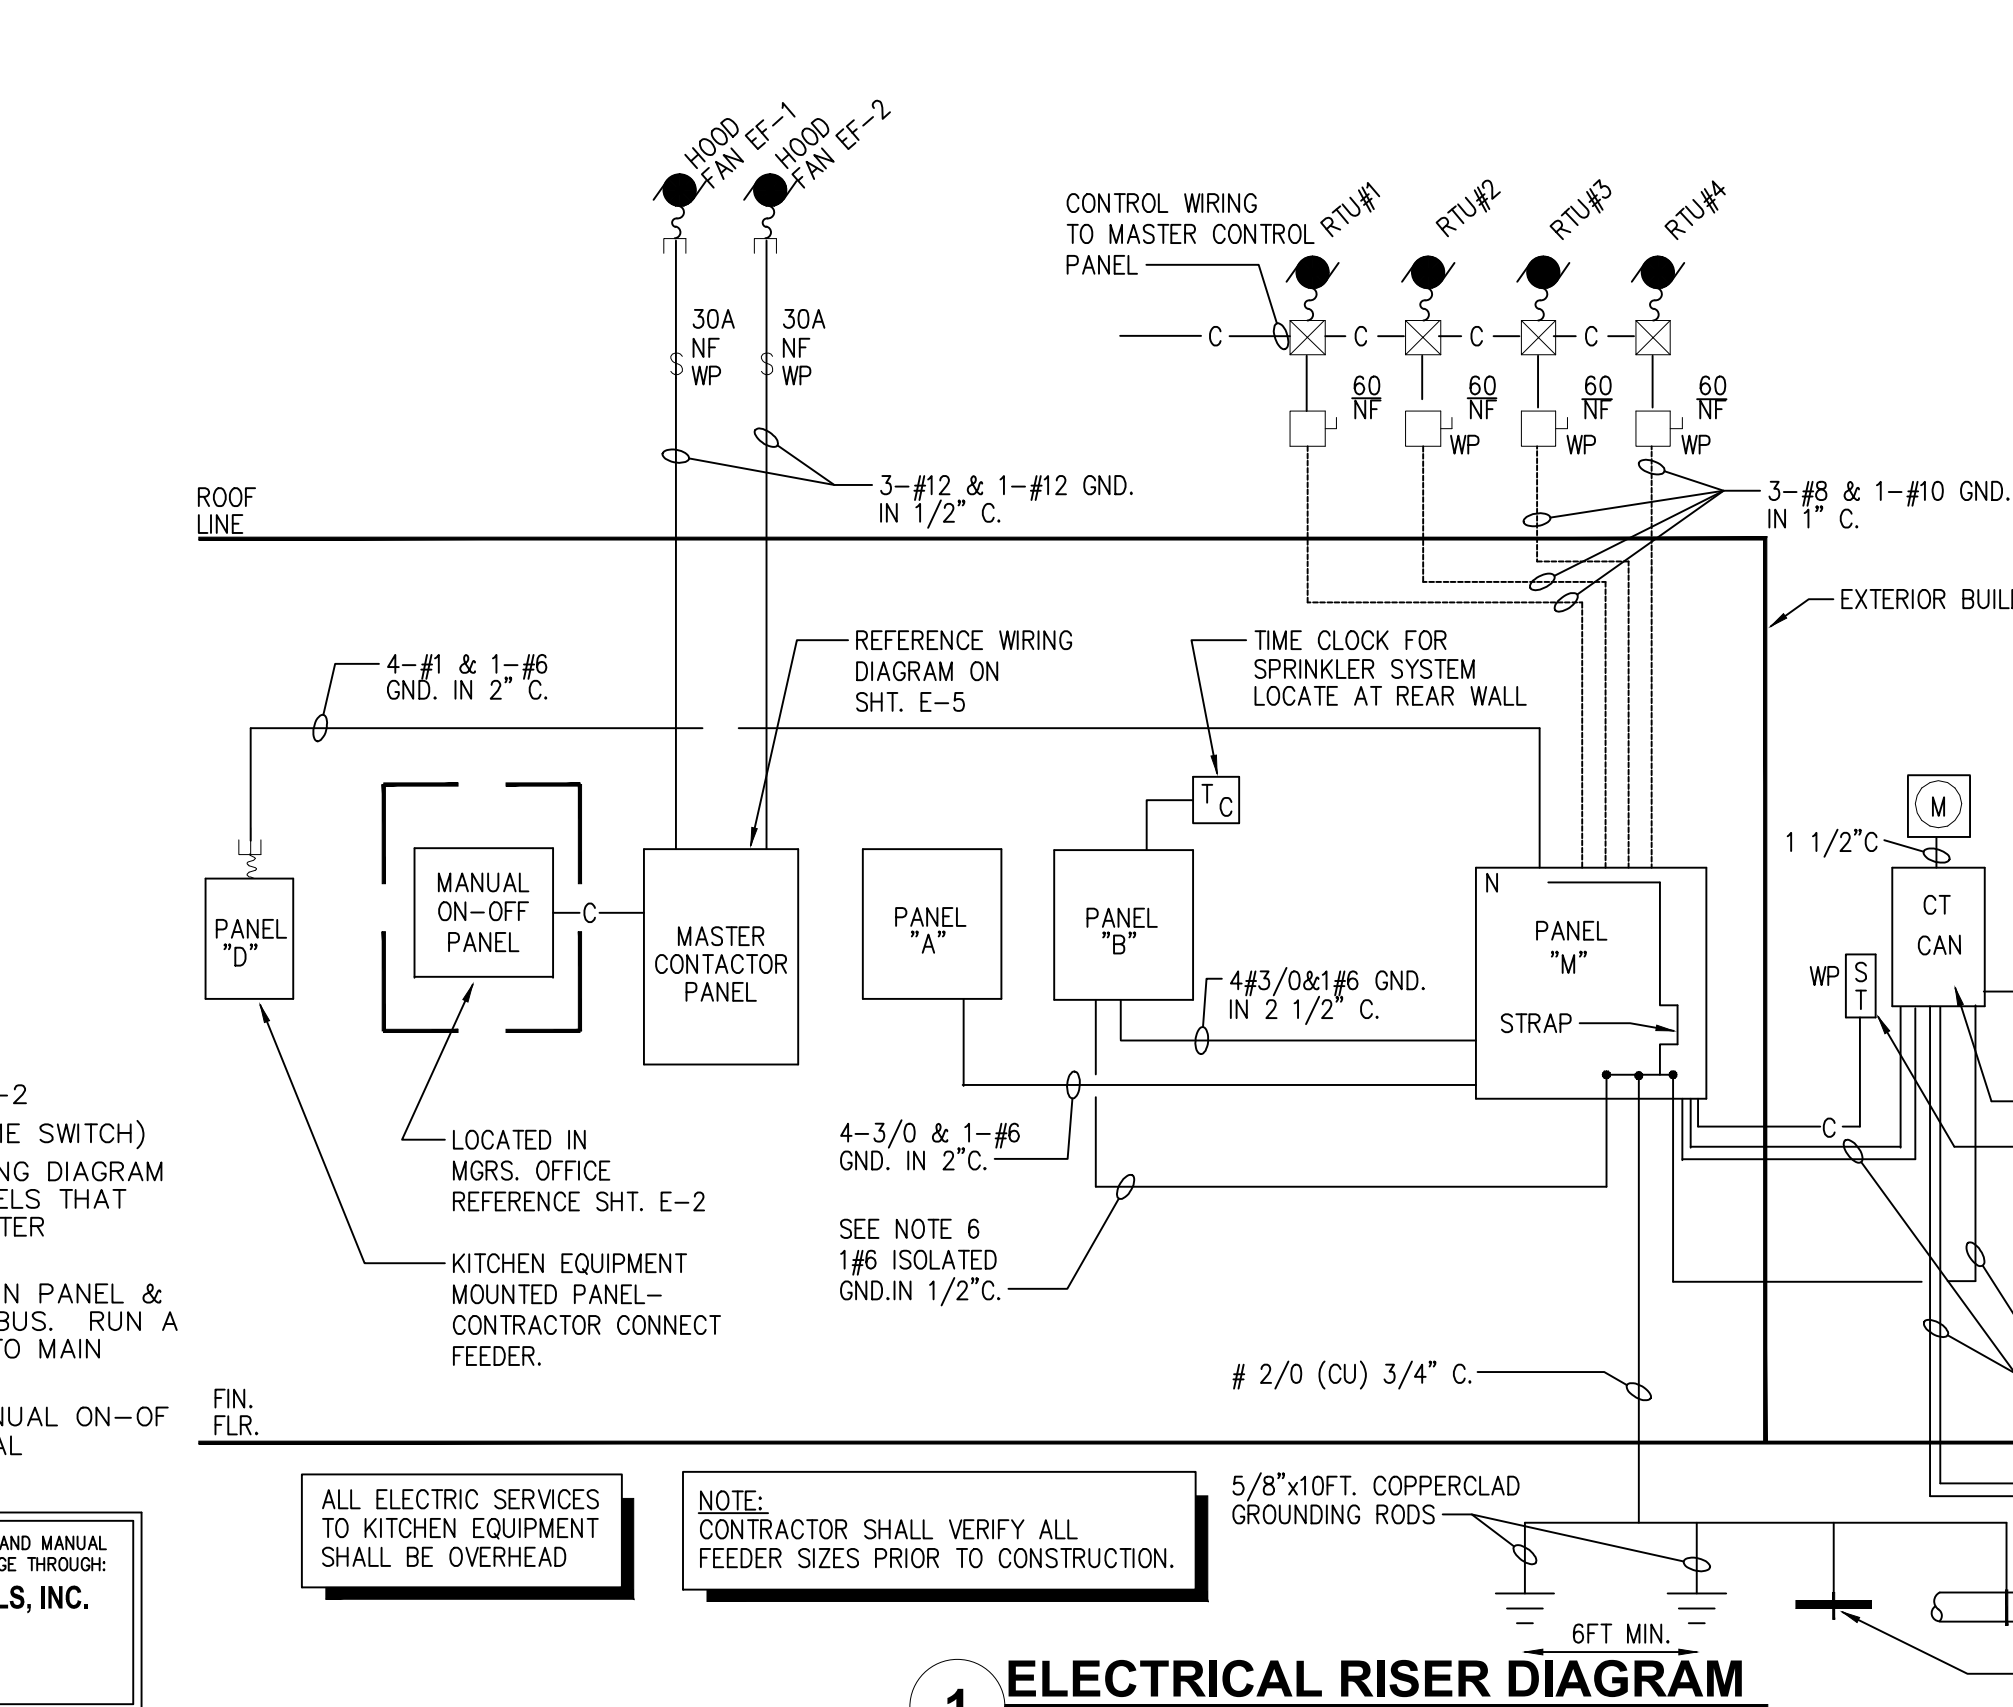 HOOD
FAN EF-1
HOOD
FAN EF-2
CONTROL WIRING
TO MASTER CONTROL
PANEL
RTU#1
RTU#2
RTU#3
RTU#4
C
C
C
C
30A
NF
WP
S
30A
NF
WP
S
60
NF
60
NF
WP
60
NF
WP
60
NF
WP
3-#12 & 1-#12 GND.
IN 1/2" C.
3-#8 & 1-#10 GND.
IN 1" C.
ROOF
LINE
EXTERIOR
4-#1 & 1-#6
GND. IN 2" C.
REFERENCE WIRING
DIAGRAM ON
SHT. E-5
TIME CLOCK FOR
SPRINKLER SYSTEM
LOCATE AT REAR WALL
T C
M
1 1/2"C
PANEL
"D"
MANUAL
ON-OFF
PANEL
C
MASTER
CONTACTOR
PANEL
PANEL
"A"
PANEL
"B"
N
PANEL
"M"
STRAP
CT
CAN
WP
S
T
4#3/0&1#6 GND.
IN 2 1/2" C.
C
4-3/0 & 1-#6
GND. IN 2"C.
LOCATED IN
MGRS. OFFICE
REFERENCE SHT. E-2
SEE NOTE 6
1#6 ISOLATED
GND.IN 1/2"C.
KITCHEN EQUIPMENT
MOUNTED PANEL-
CONTRACTOR CONNECT
FEEDER.
-2
SWITCH)
DIAGRAM
THAT
PANEL &
BUS. RUN A
TO MAIN
ON-OF
# 2/0 (CU) 3/4" C.
FIN.
FLR.
ALL ELECTRIC SERVICES
TO KITCHEN EQUIPMENT
SHALL BE OVERHEAD
NOTE:
CONTRACTOR SHALL VERIFY ALL
FEEDER SIZES PRIOR TO CONSTRUCTION.
5/8"x10FT. COPPERCLAD
GROUNDING RODS
AND MANUAL
THROUGH:
LS, INC.
6FT MIN.
1
ELECTRICAL RISER DIAGRAM